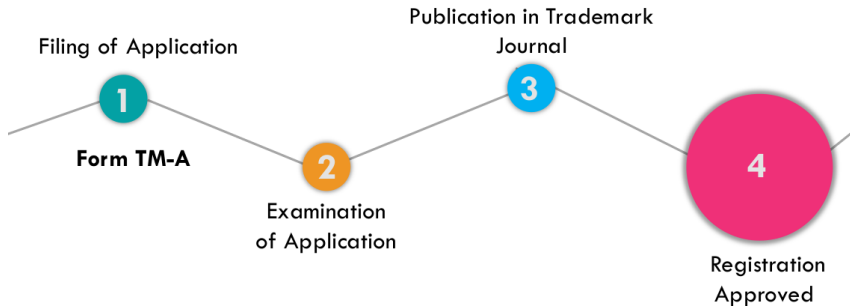 Filing of Application
1
Form TM-A
2
Examination
of Application
Publication in Trademark
Journal
3
4
Registration
Approved